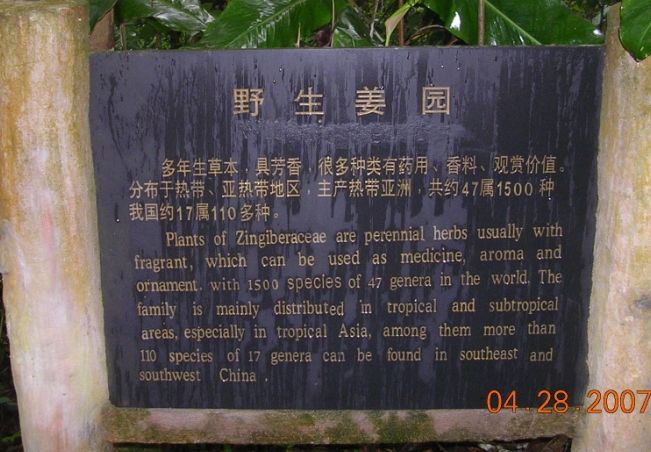 野生姜园
多年生草本，具芳香，很多种类有药用、香料、观赏价值。
分布于热带、亚热带地区，主产热带亚洲，共约47属1500种
我国约17属110多种。
Plants of Zingiberaceae are perennial herbs usually with
fragrant, which can be used as medicine, aroma and
ornament. with 1500 species of 47 genera in the world. The
family is mainly distributed in tropical and subtropical
areas, especially in tropical Asia, among them more than
110 species of 17 genera can be found in southeast and
southwest China.
04.28.2007